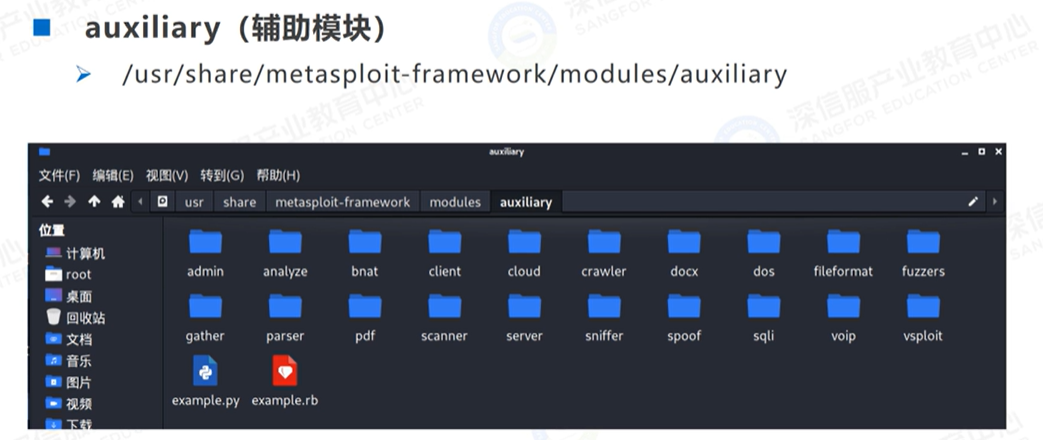 auxiliary（辅助模块）
/usr/share/metasploit-framework/modules/auxiliary
auxiliary
文件(F) 编辑(E) 视图(V) 转到(G) 帮助(H)
usr share metasploit-framework modules auxiliary
位置
计算机
root
桌面
回收站
文档
音乐
图片
视频
下载
admin analyze bnat client cloud crawler docx dos fileformat fuzzers
gather parser pdf scanner server sniffer spoof sqli voip vsploit
example.py example.rb
深信服产业教育中心
SANGFOR EDUCATION CENTER